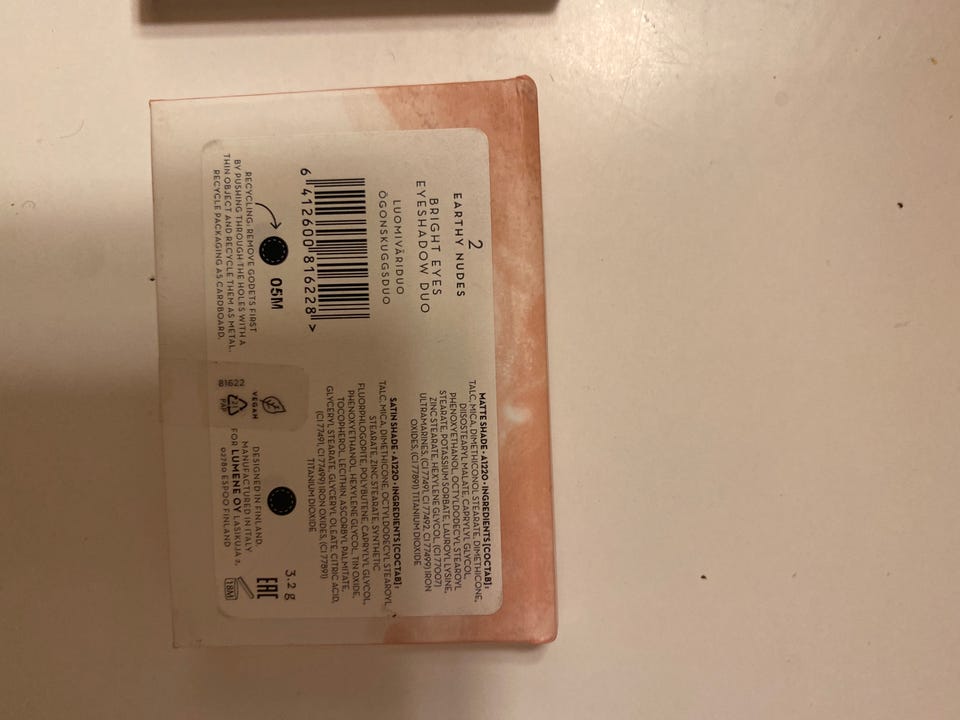 2
EARTHY NUDES
BRIGHT EYES
EYESHADOW DUO
LUOMIVÄRIDUO
ÖGONSKUGGSDUO
6 412600 816228 >
05M
RECYCLING: REMOVE GODETS FIRST
BY PUSHING THROUGH THE HOLES WITH A
THIN OBJECT AND RECYCLE THEM AS METAL.
RECYCLE PACKAGING AS CARDBOARD.
MATTE SHADE • A1220 • INGREDIENTS [COCTAB]:
TALC, MICA, DIMETHICONOL STEARATE, DIMETHICONE,
DIISOSTEARYL MALATE, CAPRYLYL GLYCOL,
PHENOXYETHANOL, OCTYLDODECYL STEAROYL
STEARATE, POTASSIUM SORBATE, LAUROYL LYSINE,
ZINC STEARATE, HEXYLENE GLYCOL, (CI 77007)
ULTRAMARINES, (CI 77491, CI 77492, CI 77499) IRON
OXIDES, (CI 77891) TITANIUM DIOXIDE
SATIN SHADE • A1220 • INGREDIENTS [COCTAB]:
TALC, MICA, DIMETHICONE, OCTYLDODECYL STEAROYL
STEARATE, ZINC STEARATE, SYNTHETIC
FLUORPHLOGOPITE, POLYBUTENE, CAPRYLYL GLYCOL,
PHENOXYETHANOL, HEXYLENE GLYCOL, TIN OXIDE,
TOCOPHEROL, LECITHIN, ASCORBYL PALMITATE,
GLYCERYL STEARATE, GLYCERYL OLEATE, CITRIC ACID,
(CI 77491, CI 77499) IRON OXIDES, (CI 77891)
TITANIUM DIOXIDE
3.2 g
EAC
18M
VEGAN
81622
21
PAP
DESIGNED IN FINLAND.
MANUFACTURED IN ITALY
FOR LUMENE OY LASIKUJA 2,
02780 ESPOO FINLAND